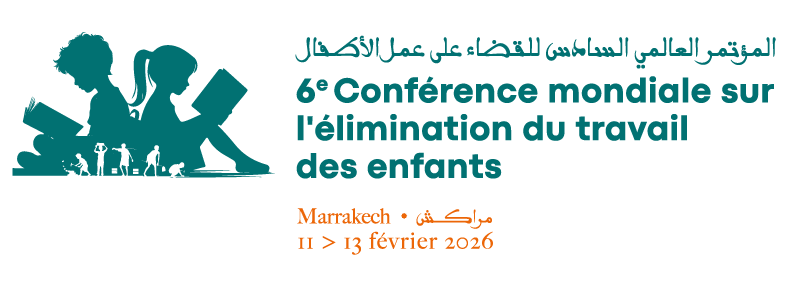 المؤتمر العالمي السادس للقضاء على عمل الأطفال
6e Conférence mondiale sur
l'élimination du travail
des enfants
Marrakech • مراكش
11 > 13 février 2026